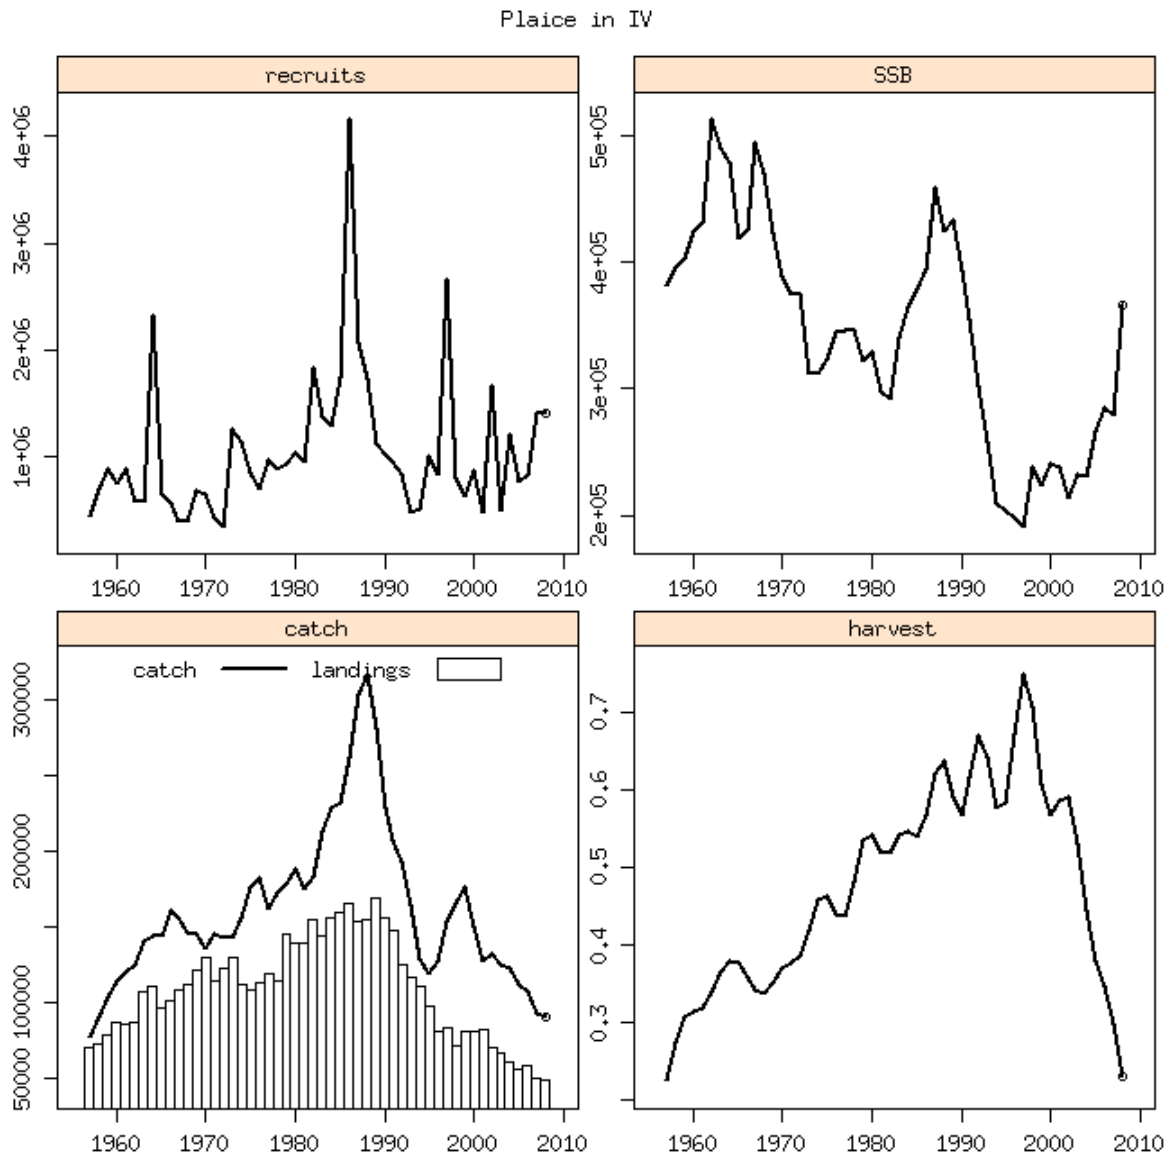 Plaice in IV
recruits
4e+06
3e+06
2e+06
1e+06
1960 1970 1980 1990 2000 2010
SSB
5e+05
4e+05
3e+05
2e+05
1960 1970 1980 1990 2000 2010
catch
catch landings
300000
200000
100000
50000
1960 1970 1980 1990 2000 2010
harvest
0.7
0.6
0.5
0.4
0.3
1960 1970 1980 1990 2000 2010